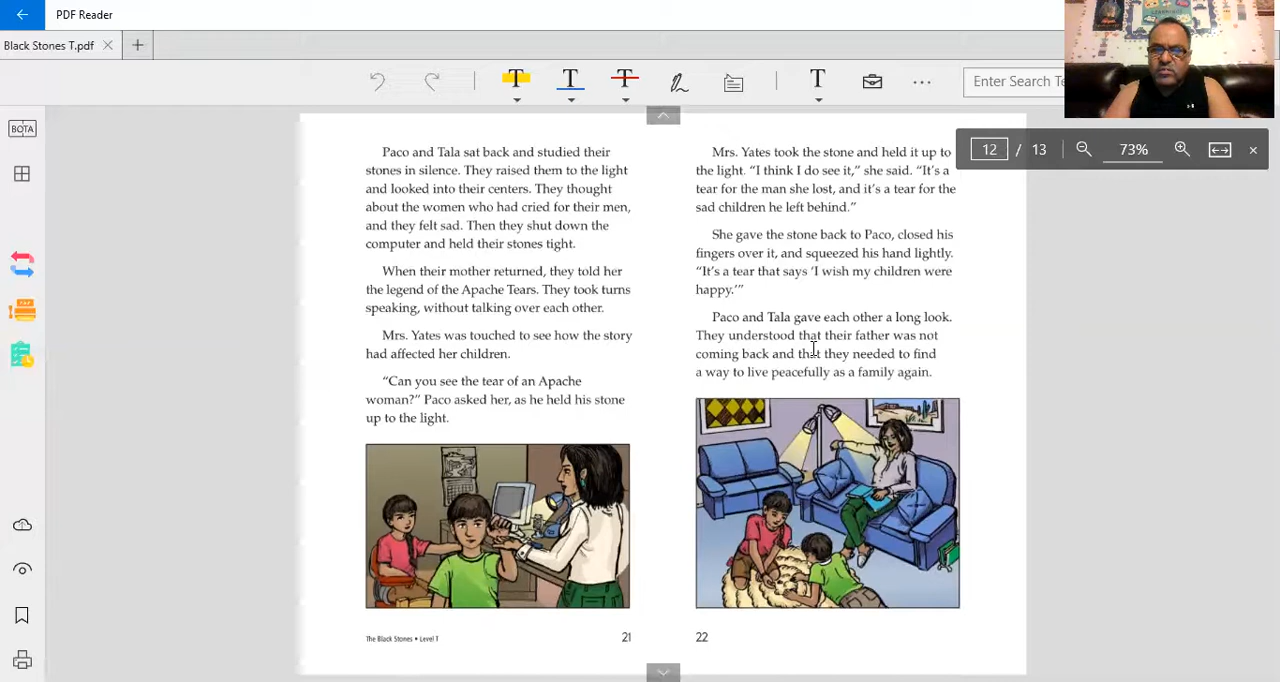 PDF Reader
Black Stones T.pdf
T T T T
Enter Search Te
BOTA
12 / 13 73%
Paco and Tala sat back and studied their
stones in silence. They raised them to the light
and looked into their centers. They thought
about the women who had cried for their men,
and they felt sad. Then they shut down the
computer and held their stones tight.
When their mother returned, they told her
the legend of the Apache Tears. They took turns
speaking, without talking over each other.
Mrs. Yates was touched to see how the story
had affected her children.
“Can you see the tear of an Apache
woman?” Paco asked her, as he held his stone
up to the light.
The Black Stones • Level T
21
Mrs. Yates took the stone and held it up to
the light. “I think I do see it,” she said. “It’s a
tear for the man she lost, and it’s a tear for the
sad children he left behind.”
She gave the stone back to Paco, closed his
fingers over it, and squeezed his hand lightly.
“It’s a tear that says ‘I wish my children were
happy.’”
Paco and Tala gave each other a long look.
They understood that their father was not
coming back and that they needed to find
a way to live peacefully as a family again.
22